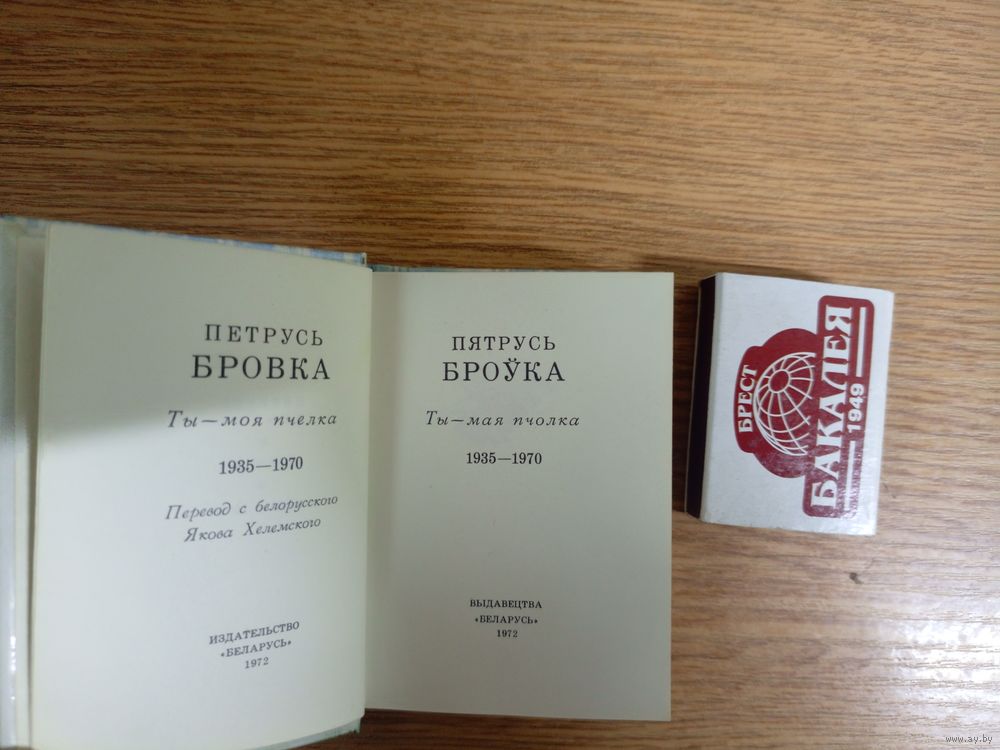 ПЕТРУСЬ
БРОВКА
Ты—моя пчелка
1935—1970
Перевод с белорусского
Якова Хелемского
ИЗДАТЕЛЬСТВО
«БЕЛАРУСЬ»
1972
ПЯТРУСЬ
БРОЎКА
Ты—мая пчолка
1935—1970
ВЫДАВЕЦТВА
«БЕЛАРУСЬ»
1972
БРЕСТ
БАКАЛЕЯ
1949
www.ay.by